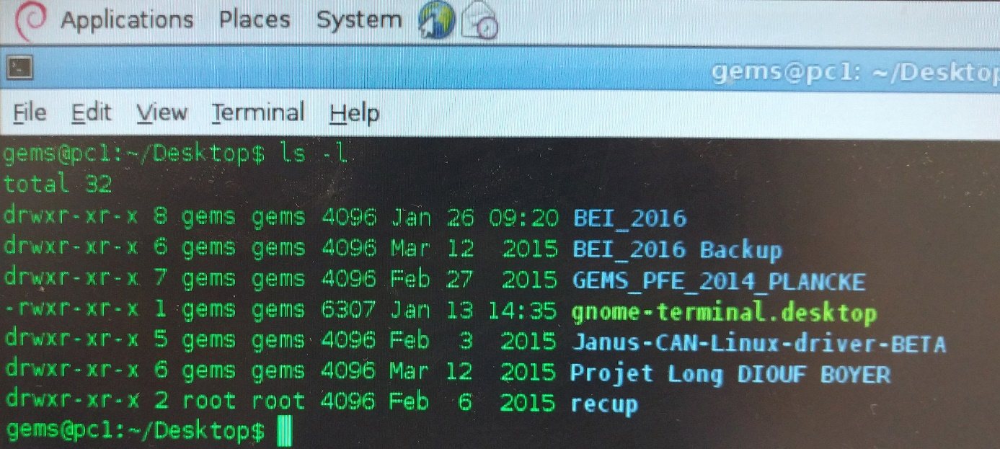 Applications Places System
gems@pc1: ~/Desktop
File Edit View Terminal Help
gems@pc1:~/Desktop$ ls -l
total 32
drwxr-xr-x 8 gems gems 4096 Jan 26 09:20 BEI_2016
drwxr-xr-x 6 gems gems 4096 Mar 12  2015 BEI_2016 Backup
drwxr-xr-x 7 gems gems 4096 Feb 27  2015 GEMS_PFE_2014_PLANCKE
-rwxr-xr-x 1 gems gems 6307 Jan 13 14:35 gnome-terminal.desktop
drwxr-xr-x 5 gems gems 4096 Feb  3  2015 Janus-CAN-Linux-driver-BETA
drwxr-xr-x 6 gems gems 4096 Mar 12  2015 Projet Long DIOUF BOYER
drwxr-xr-x 2 root root 4096 Feb  6  2015 recup
gems@pc1:~/Desktop$